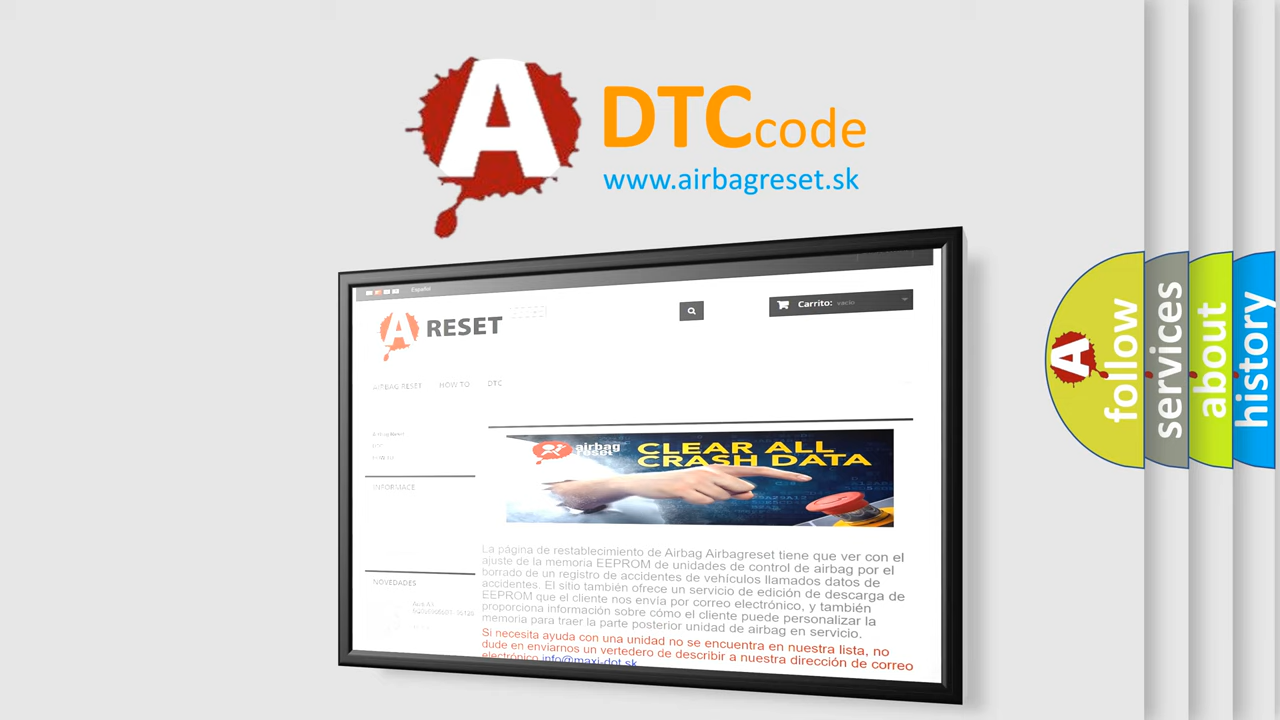 A
DTCcode
www.airbagreset.sk
Español
A RESET
Carrito: vacío
AIRBAG RESET HOW TO DTC
INFORMACE
NOVEDADES
airbag
reset
CLEAR ALL
CRASH DATA
La página de restablecimiento de Airbag Airbagreset tiene que ver con el
ajuste de la memoria EEPROM de unidades de control de airbag por el
borrado de un registro de accidentes de vehículos llamados datos de
accidentes. El sitio también ofrece un servicio de edición de descarga de
EEPROM que el cliente nos envía por correo electrónico, y también
proporciona información sobre cómo el cliente puede personalizar la
memoria para traer la parte posterior unidad de airbag en servicio.
Si necesita ayuda con una unidad no se encuentra en nuestra lista, no
dude en enviarnos un vertedero de describir a nuestra dirección de correo
electrónico info@maxi-dot.sk
A
follow
services
about
history